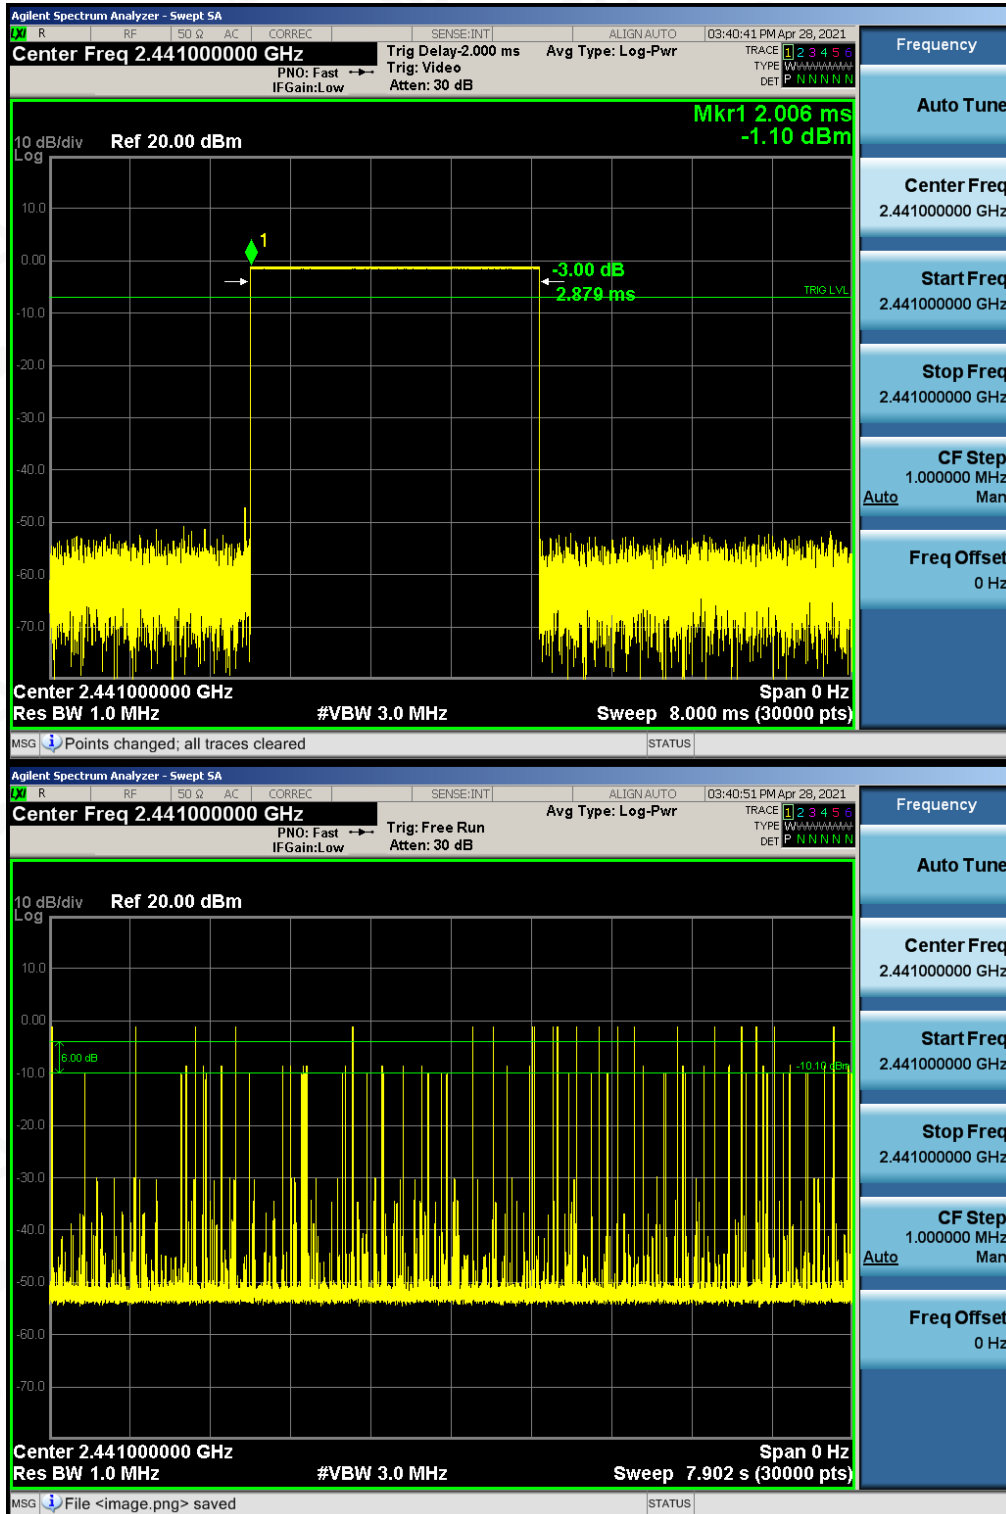 Agilent Spectrum Analyzer - Swept SA
LXI R RF 50 Ω AC CORREC SENSE:INT ALIGN AUTO 03:40:41 PM Apr 28, 2021
Center Freq 2.441000000 GHz
PNO: Fast
IFGain:Low
Trig Delay-2.000 ms
Trig: Video
Atten: 30 dB
Avg Type: Log-Pwr
TRACE 1 2 3 4 5 6
TYPE WWWWWW
DET P N N N N N
Mkr1 2.006 ms
-1.10 dBm
10 dB/div Ref 20.00 dBm
Log
10.0
1
0.00
-3.00 dB
2.879 ms
TRIG LVL
-10.0
-20.0
-30.0
-40.0
-50.0
-60.0
-70.0
Center 2.441000000 GHz Span 0 Hz
Res BW 1.0 MHz #VBW 3.0 MHz Sweep 8.000 ms (30000 pts)
MSG Points changed; all traces cleared STATUS
Frequency
Auto Tune
Center Freq
2.441000000 GHz
Start Freq
2.441000000 GHz
Stop Freq
2.441000000 GHz
CF Step
1.000000 MHz
Auto Man
Freq Offset
0 Hz
Agilent Spectrum Analyzer - Swept SA
LXI R RF 50 Ω AC CORREC SENSE:INT ALIGN AUTO 03:40:51 PM Apr 28, 2021
Center Freq 2.441000000 GHz
PNO: Fast
IFGain:Low
Trig: Free Run
Atten: 30 dB
Avg Type: Log-Pwr
TRACE 1 2 3 4 5 6
TYPE WWWWWW
DET P N N N N N
10 dB/div Ref 20.00 dBm
Log
10.0
0.00
6.00 dB
-10.10 dBm
-10.0
-20.0
-30.0
-40.0
-50.0
-60.0
-70.0
Center 2.441000000 GHz Span 0 Hz
Res BW 1.0 MHz #VBW 3.0 MHz Sweep 7.902 s (30000 pts)
MSG File <image.png> saved STATUS
Frequency
Auto Tune
Center Freq
2.441000000 GHz
Start Freq
2.441000000 GHz
Stop Freq
2.441000000 GHz
CF Step
1.000000 MHz
Auto Man
Freq Offset
0 Hz